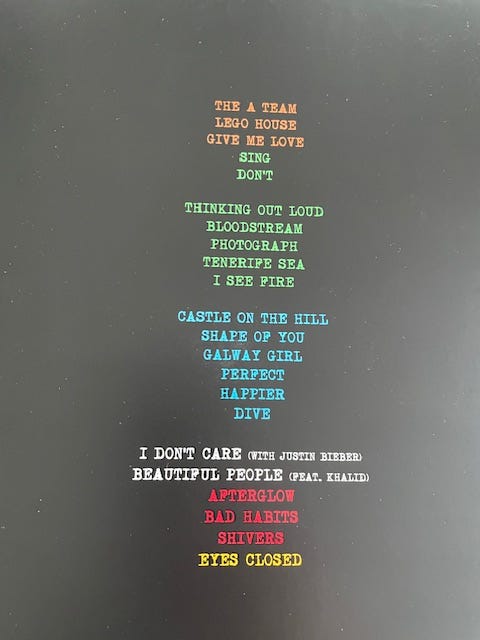 THE A TEAM
LEGO HOUSE
GIVE ME LOVE
SING
DON'T
THINKING OUT LOUD
BLOODSTREAM
PHOTOGRAPH
TENERIFE SEA
I SEE FIRE
CASTLE ON THE HILL
SHAPE OF YOU
GALWAY GIRL
PERFECT
HAPPIER
DIVE
I DON'T CARE (WITH JUSTIN BIEBER)
BEAUTIFUL PEOPLE (FEAT. KHALID)
AFTERGLOW
BAD HABITS
SHIVERS
EYES CLOSED